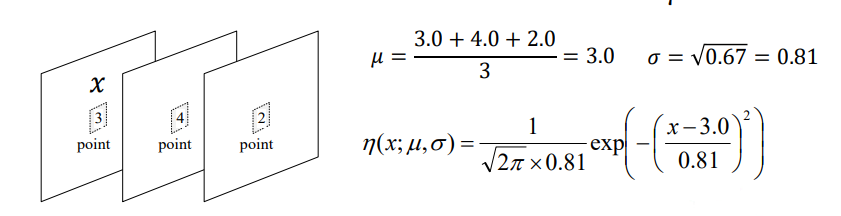 x
3 4 2
point point point
μ = (3.0 + 4.0 + 2.0) / 3 = 3.0 σ = √0.67 = 0.81
η(x; μ, σ) = 1 / (√2π × 0.81) exp(−((x − 3.0) / 0.81)²)